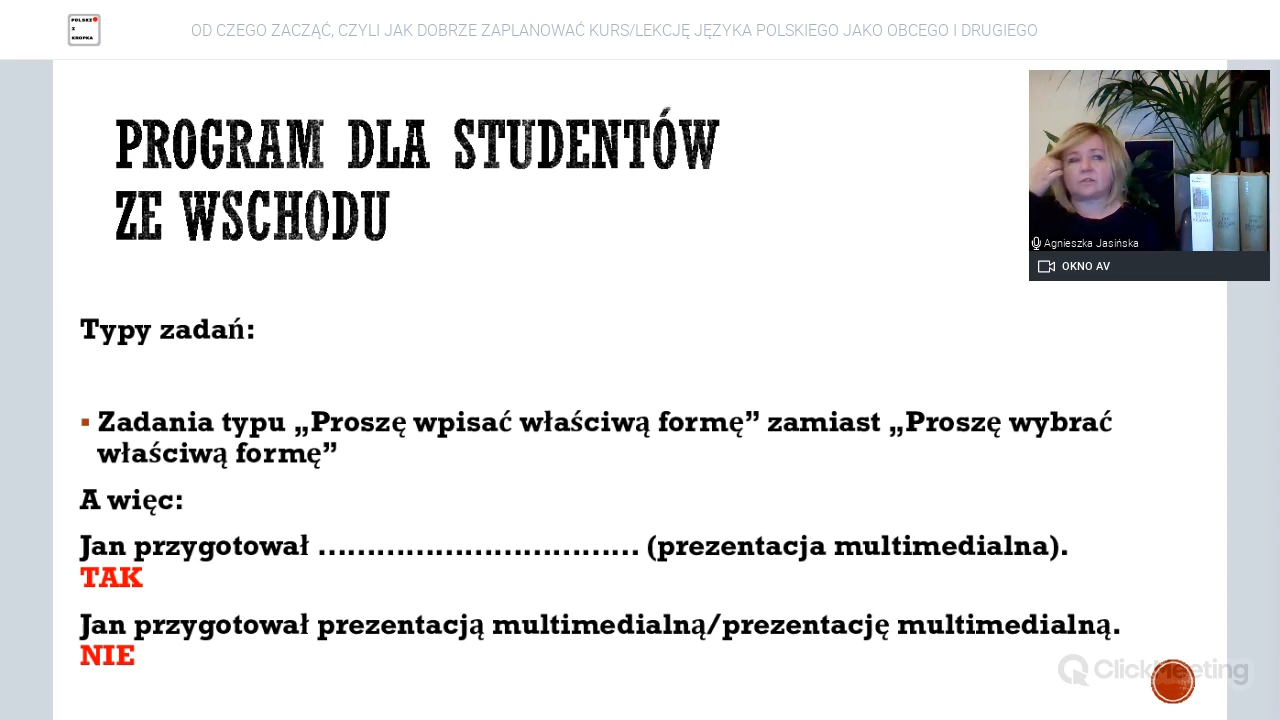 POLSKI
Z
KROPKĄ
OD CZEGO ZACZĄĆ, CZYLI JAK DOBRZE ZAPLANOWAĆ KURS/LEKCJĘ JĘZYKA POLSKIEGO JAKO OBCEGO I DRUGIEGO
PROGRAM DLA STUDENTÓW
ZE WSCHODU
Agnieszka Jasińska
OKNO AV
Typy zadań:
▪ Zadania typu „Proszę wpisać właściwą formę” zamiast „Proszę wybrać
właściwą formę”
A więc:
Jan przygotował ................................ (prezentacja multimedialna).
TAK
Jan przygotował prezentacją multimedialną/prezentację multimedialną.
NIE
ClickMeeting